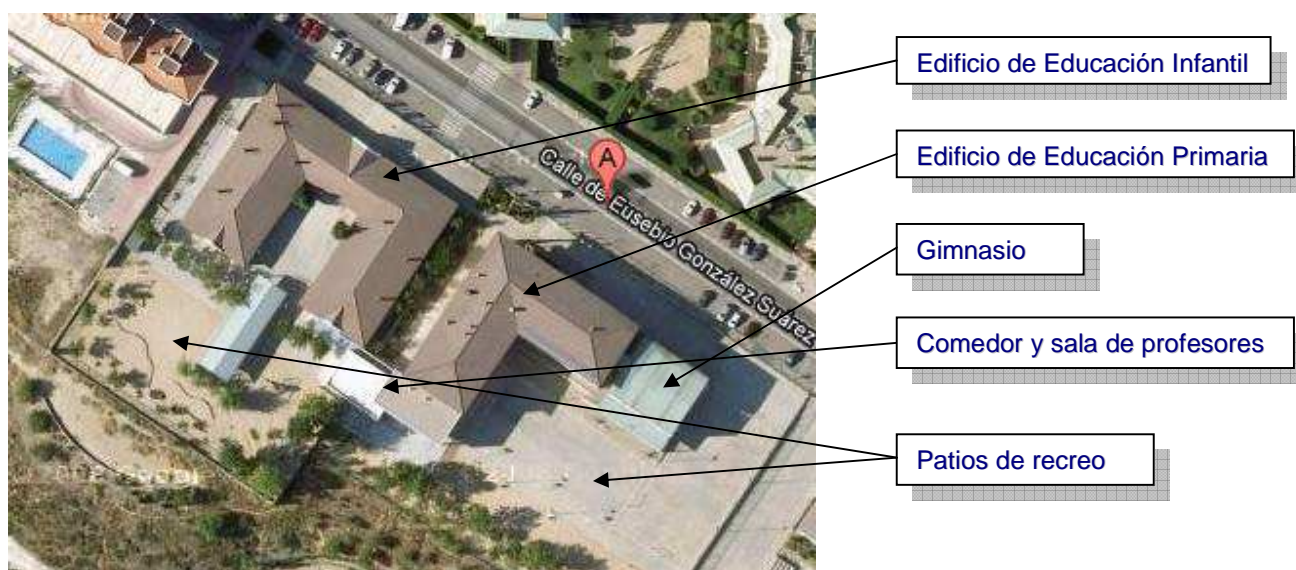 Edificio de Educación Infantil
Edificio de Educación Primaria
A
Calle de Eusebio González Suárez
Gimnasio
Comedor y sala de profesores
Patios de recreo